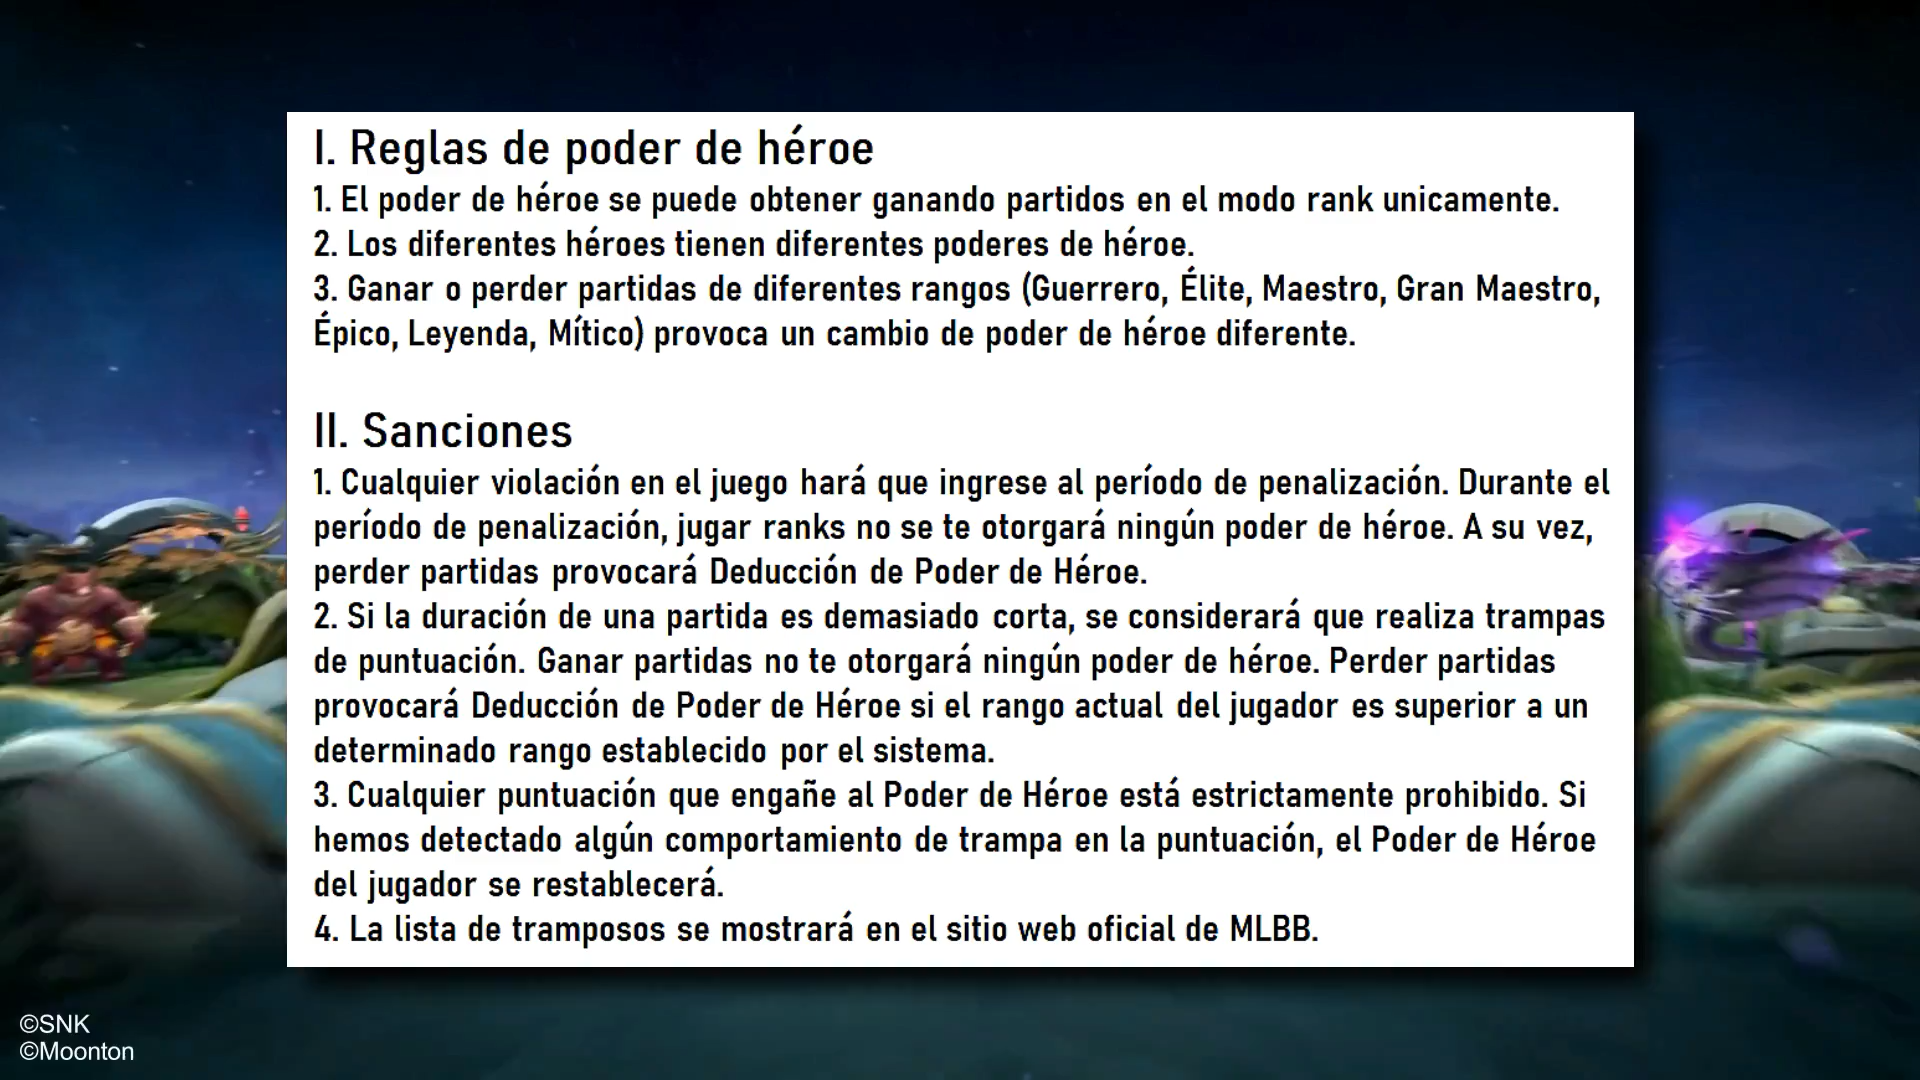 I. Reglas de poder de héroe
1. El poder de héroe se puede obtener ganando partidos en el modo rank unicamente.
2. Los diferentes héroes tienen diferentes poderes de héroe.
3. Ganar o perder partidas de diferentes rangos (Guerrero, Élite, Maestro, Gran Maestro,
Épico, Leyenda, Mítico) provoca un cambio de poder de héroe diferente.
II. Sanciones
1. Cualquier violación en el juego hará que ingrese al período de penalización. Durante el
período de penalización, jugar ranks no se te otorgará ningún poder de héroe. A su vez,
perder partidas provocará Deducción de Poder de Héroe.
2. Si la duración de una partida es demasiado corta, se considerará que realiza trampas
de puntuación. Ganar partidas no te otorgará ningún poder de héroe. Perder partidas
provocará Deducción de Poder de Héroe si el rango actual del jugador es superior a un
determinado rango establecido por el sistema.
3. Cualquier puntuación que engañe al Poder de Héroe está estrictamente prohibido. Si
hemos detectado algún comportamiento de trampa en la puntuación, el Poder de Héroe
del jugador se restablecerá.
4. La lista de tramposos se mostrará en el sitio web oficial de MLBB.
©SNK
©Moonton